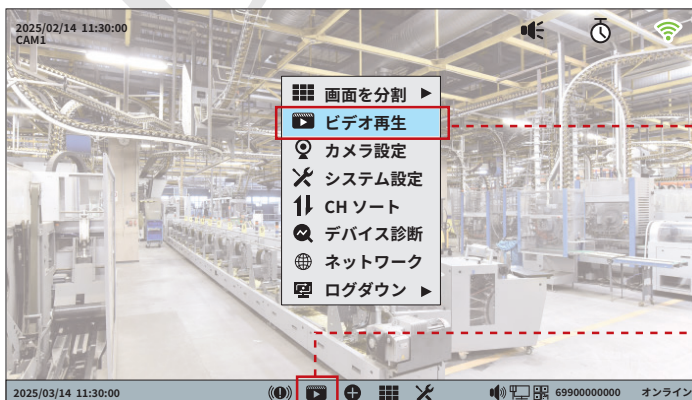 2025/02/14 11:30:00
CAM1
画面を分割
ビデオ再生
カメラ設定
システム設定
CH ソート
デバイス診断
ネットワーク
ログダウン
2025/03/14 11:30:00 69900000000 オンライン